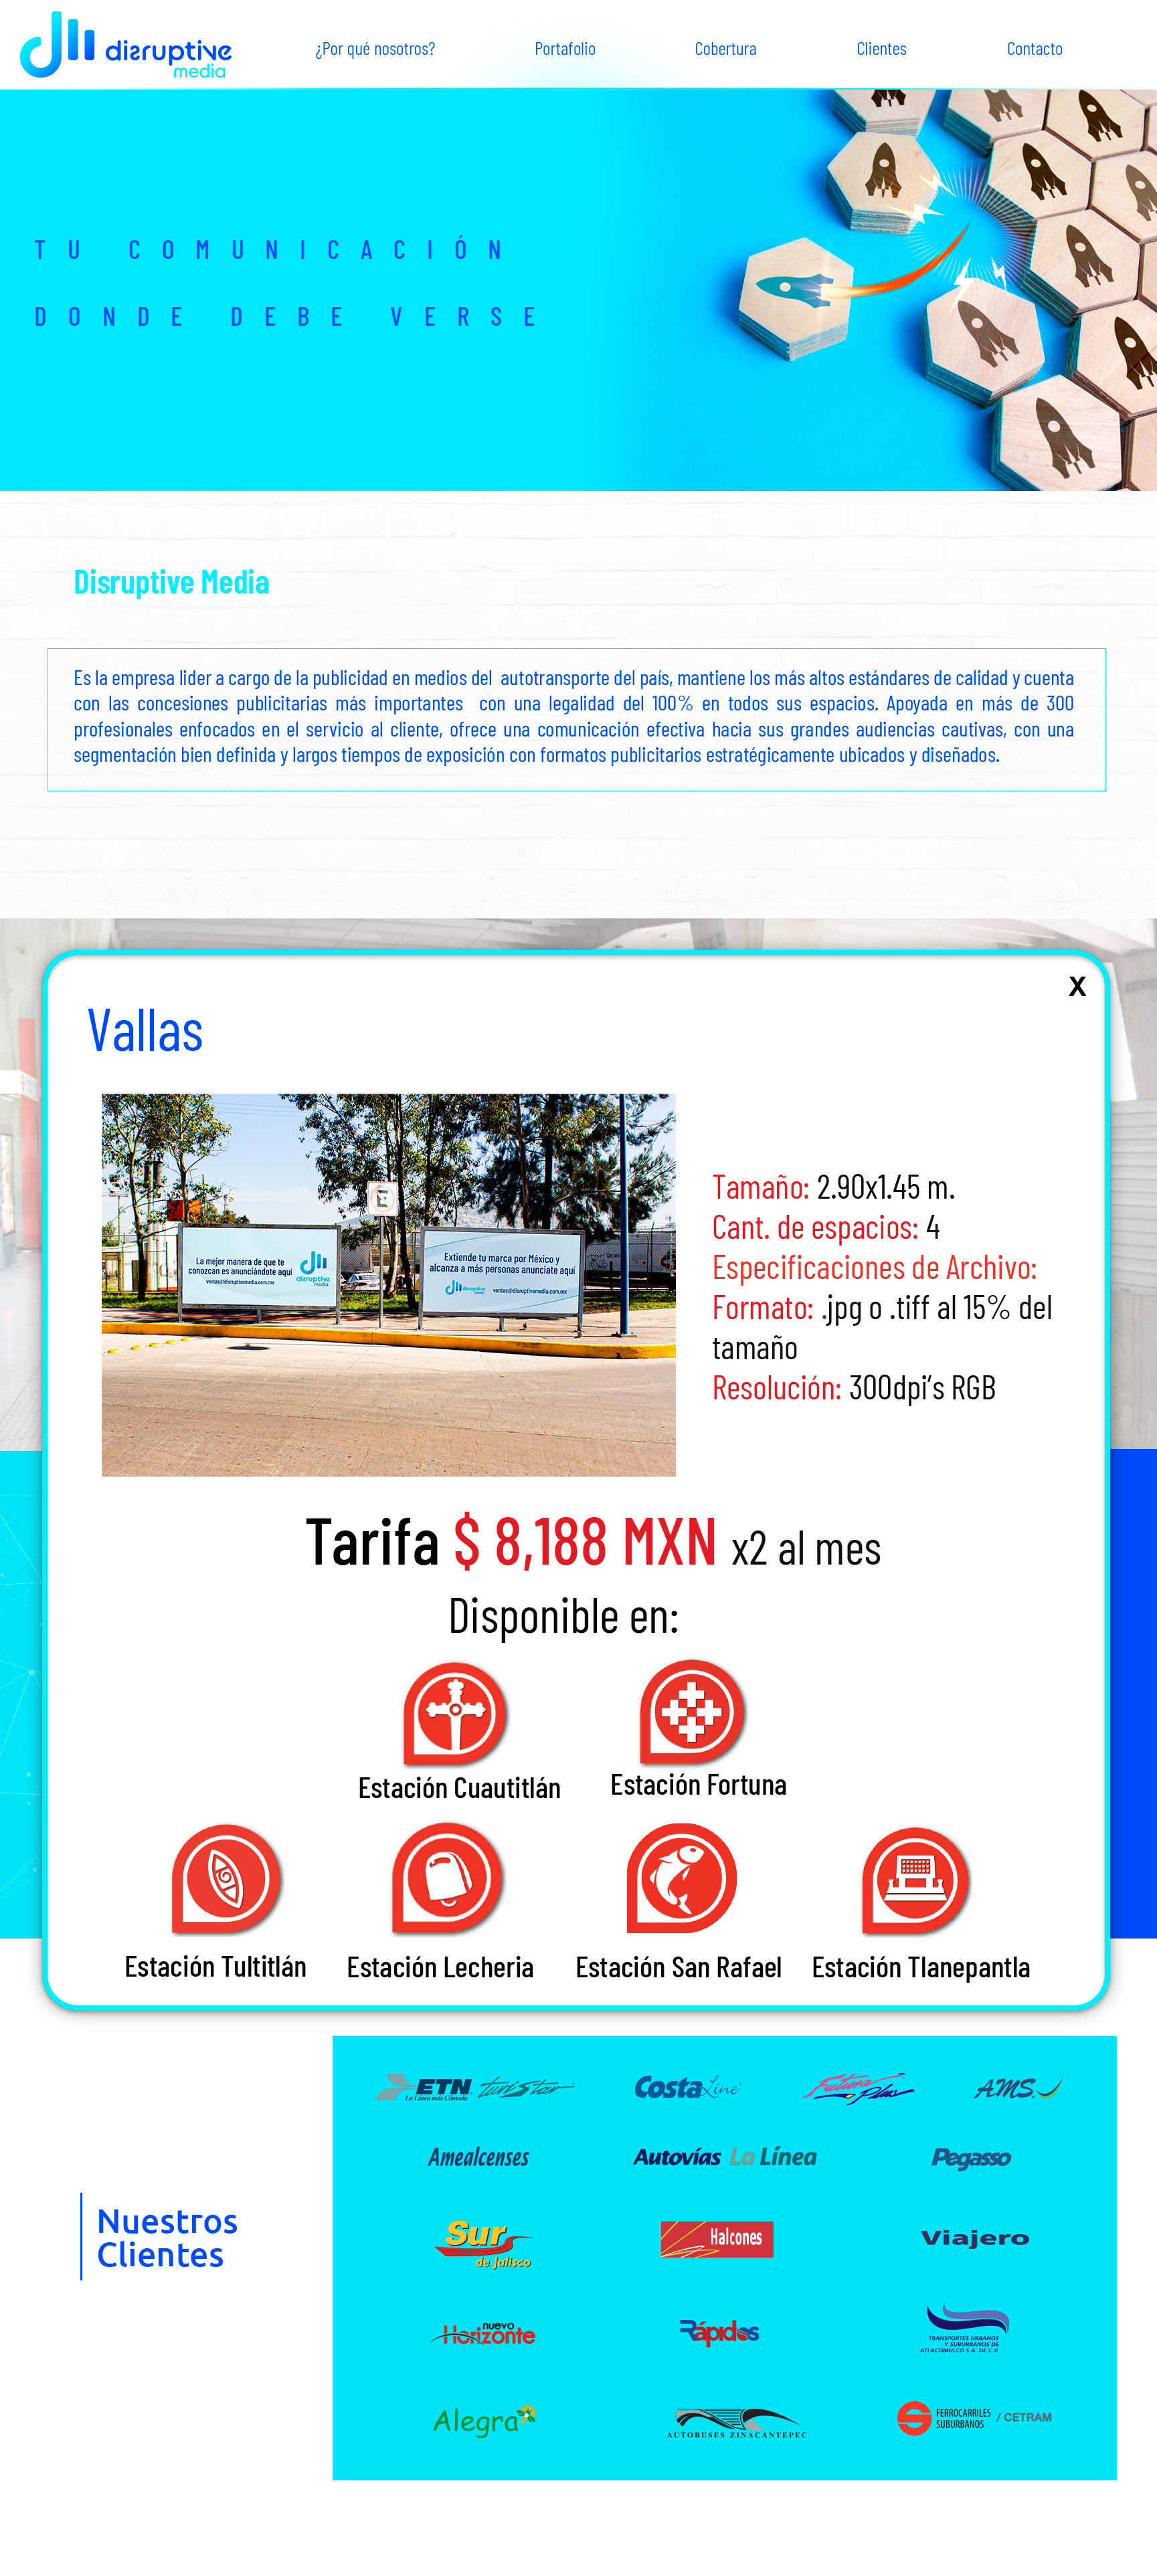 disruptive
media
¿Por qué nosotros?
Portafolio
Cobertura
Clientes
Contacto
TU COMUNICACIÓN
DONDE DEBE VERSE
Disruptive Media
Es la empresa lider a cargo de la publicidad en medios del autotransporte del país, mantiene los más altos estándares de calidad y cuenta
con las concesiones publicitarias más importantes con una legalidad del 100% en todos sus espacios. Apoyada en más de 300
profesionales enfocados en el servicio al cliente, ofrece una comunicación efectiva hacia sus grandes audiencias cautivas, con una
segmentación bien definida y largos tiempos de exposición con formatos publicitarios estratégicamente ubicados y diseñados.
X
Vallas
E
La mejor manera de que te
conozcan es anunciándote aquí
ventas@disruptivemedia.com.mx
disruptive
media
Extiende tu marca por México y
alcanza a más personas anunciate aquí
disruptive
media
ventas@disruptivemedia.com.mx
Tamaño: 2.90x1.45 m.
Cant. de espacios: 4
Especificaciones de Archivo:
Formato: .jpg o .tiff al 15% del
tamaño
Resolución: 300dpi's RGB
Tarifa $ 8,188 MXN x2 al mes
Disponible en:
Estación Cuautitlán
Estación Fortuna
Estación Tultitlán
Estación Lecheria
Estación San Rafael
Estación Tlanepantla
ETN turistar
La Línea más Cómoda
Costa Line
Futura Plus
AMS
Amealcenses
Autovías La Línea
Pegasso
Nuestros
Clientes
Sur
de Jalisco
Halcones
Viajero
nuevo
Horizonte
Rápidos
TRANSPORTES URBANOS
Y SUBURBANOS DE
ATLACOMULCO S.A. DE C.V.
Alegra
AUTOBUSES ZINACANTEPEC
FERROCARRILES
SUBURBANOS / CETRAM